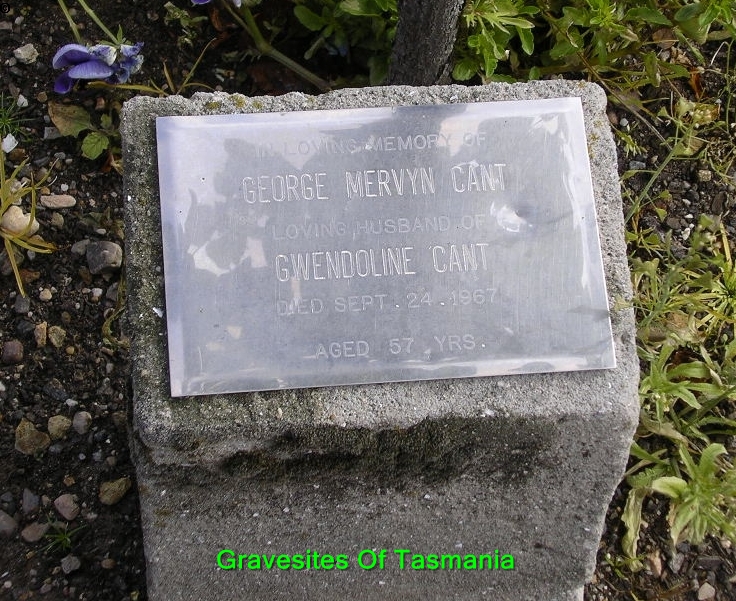 IN LOVING MEMORY OF
GEORGE MERVYN CANT
LOVING HUSBAND OF
GWENDOLINE CANT
DIED SEPT. 24. 1967
AGED 57 YRS.
Gravesites Of Tasmania